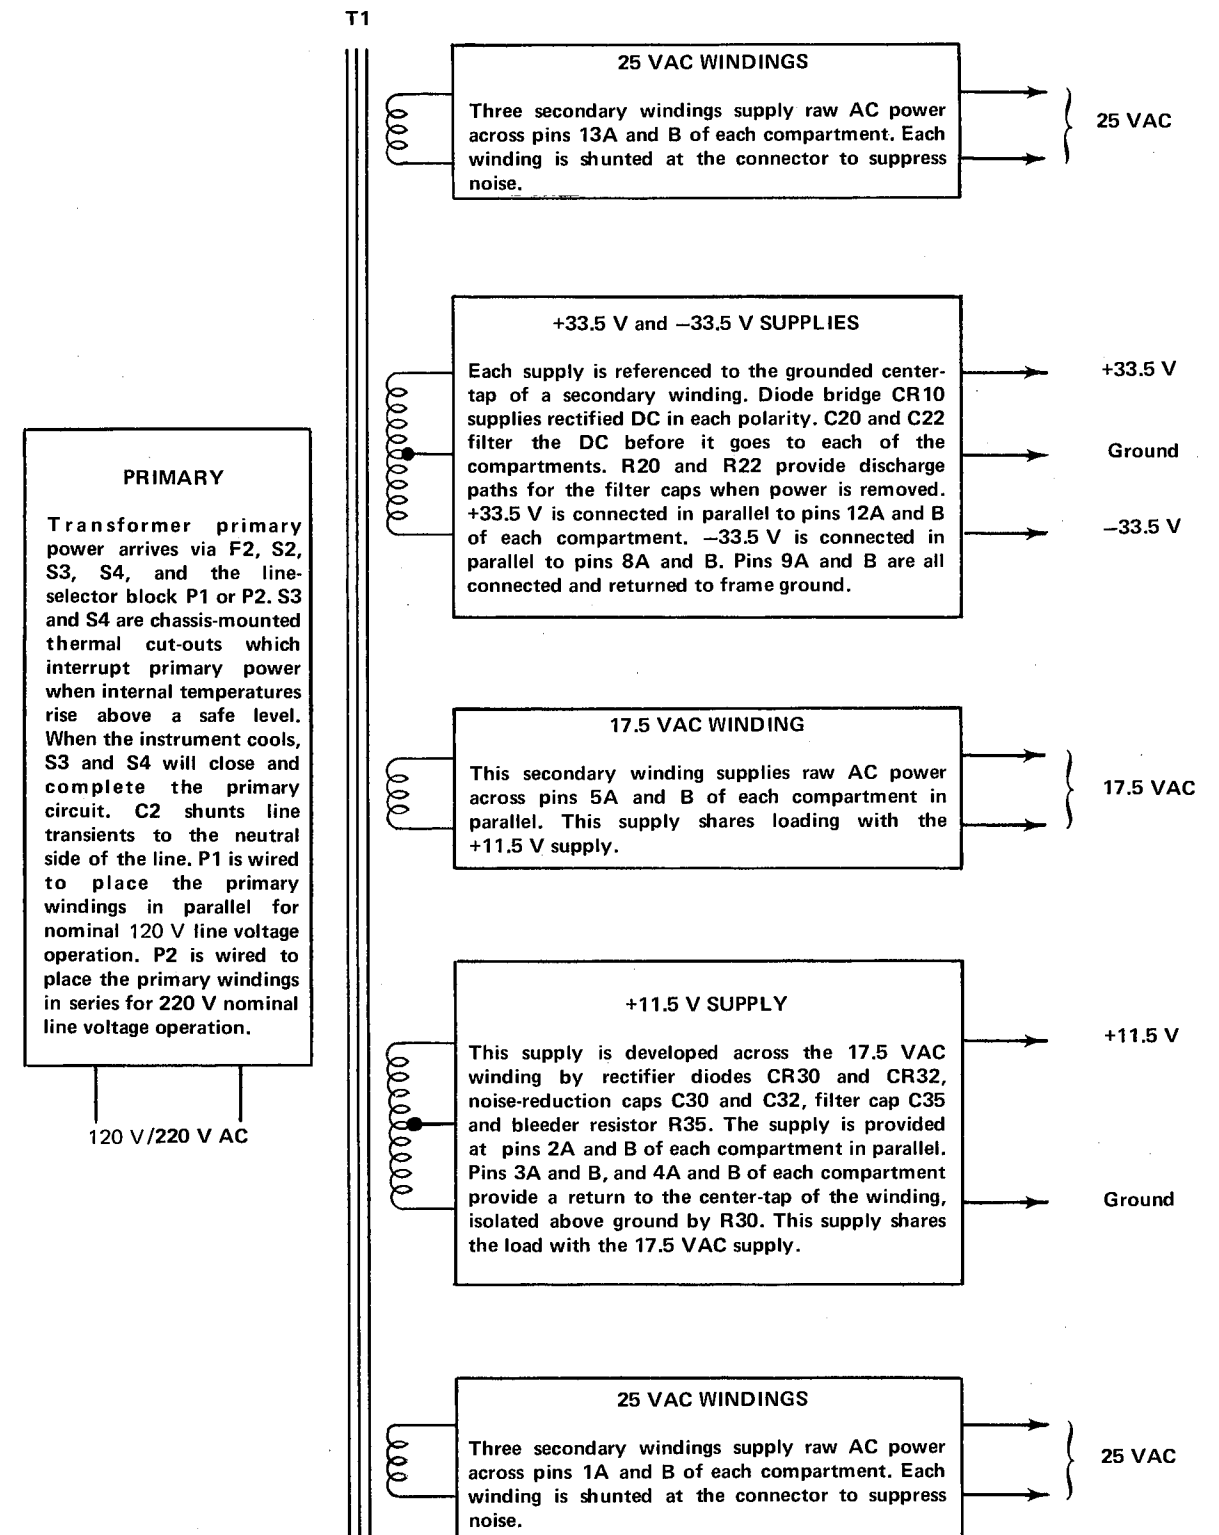 T1
25 VAC WINDINGS
Three secondary windings supply raw AC power
across pins 13A and B of each compartment. Each
winding is shunted at the connector to suppress
noise.
25 VAC
+33.5 V and −33.5 V SUPPLIES
Each supply is referenced to the grounded center-
tap of a secondary winding. Diode bridge CR10
supplies rectified DC in each polarity. C20 and C22
filter the DC before it goes to each of the
compartments. R20 and R22 provide discharge
paths for the filter caps when power is removed.
+33.5 V is connected in parallel to pins 12A and B
of each compartment. −33.5 V is connected in
parallel to pins 8A and B. Pins 9A and B are all
connected and returned to frame ground.
+33.5 V
Ground
−33.5 V
PRIMARY
Transformer primary
power arrives via F2, S2,
S3, S4, and the line-
selector block P1 or P2. S3
and S4 are chassis-mounted
thermal cut-outs which
interrupt primary power
when internal temperatures
rise above a safe level.
When the instrument cools,
S3 and S4 will close and
complete the primary
circuit. C2 shunts line
transients to the neutral
side of the line. P1 is wired
to place the primary
windings in parallel for
nominal 120 V line voltage
operation. P2 is wired to
place the primary windings
in series for 220 V nominal
line voltage operation.
120 V/220 V AC
17.5 VAC WINDING
This secondary winding supplies raw AC power
across pins 5A and B of each compartment in
parallel. This supply shares loading with the
+11.5 V supply.
17.5 VAC
+11.5 V SUPPLY
This supply is developed across the 17.5 VAC
winding by rectifier diodes CR30 and CR32,
noise-reduction caps C30 and C32, filter cap C35
and bleeder resistor R35. The supply is provided
at pins 2A and B of each compartment in parallel.
Pins 3A and B, and 4A and B of each compartment
provide a return to the center-tap of the winding,
isolated above ground by R30. This supply shares
the load with the 17.5 VAC supply.
+11.5 V
Ground
25 VAC WINDINGS
Three secondary windings supply raw AC power
across pins 1A and B of each compartment. Each
winding is shunted at the connector to suppress
noise.
25 VAC